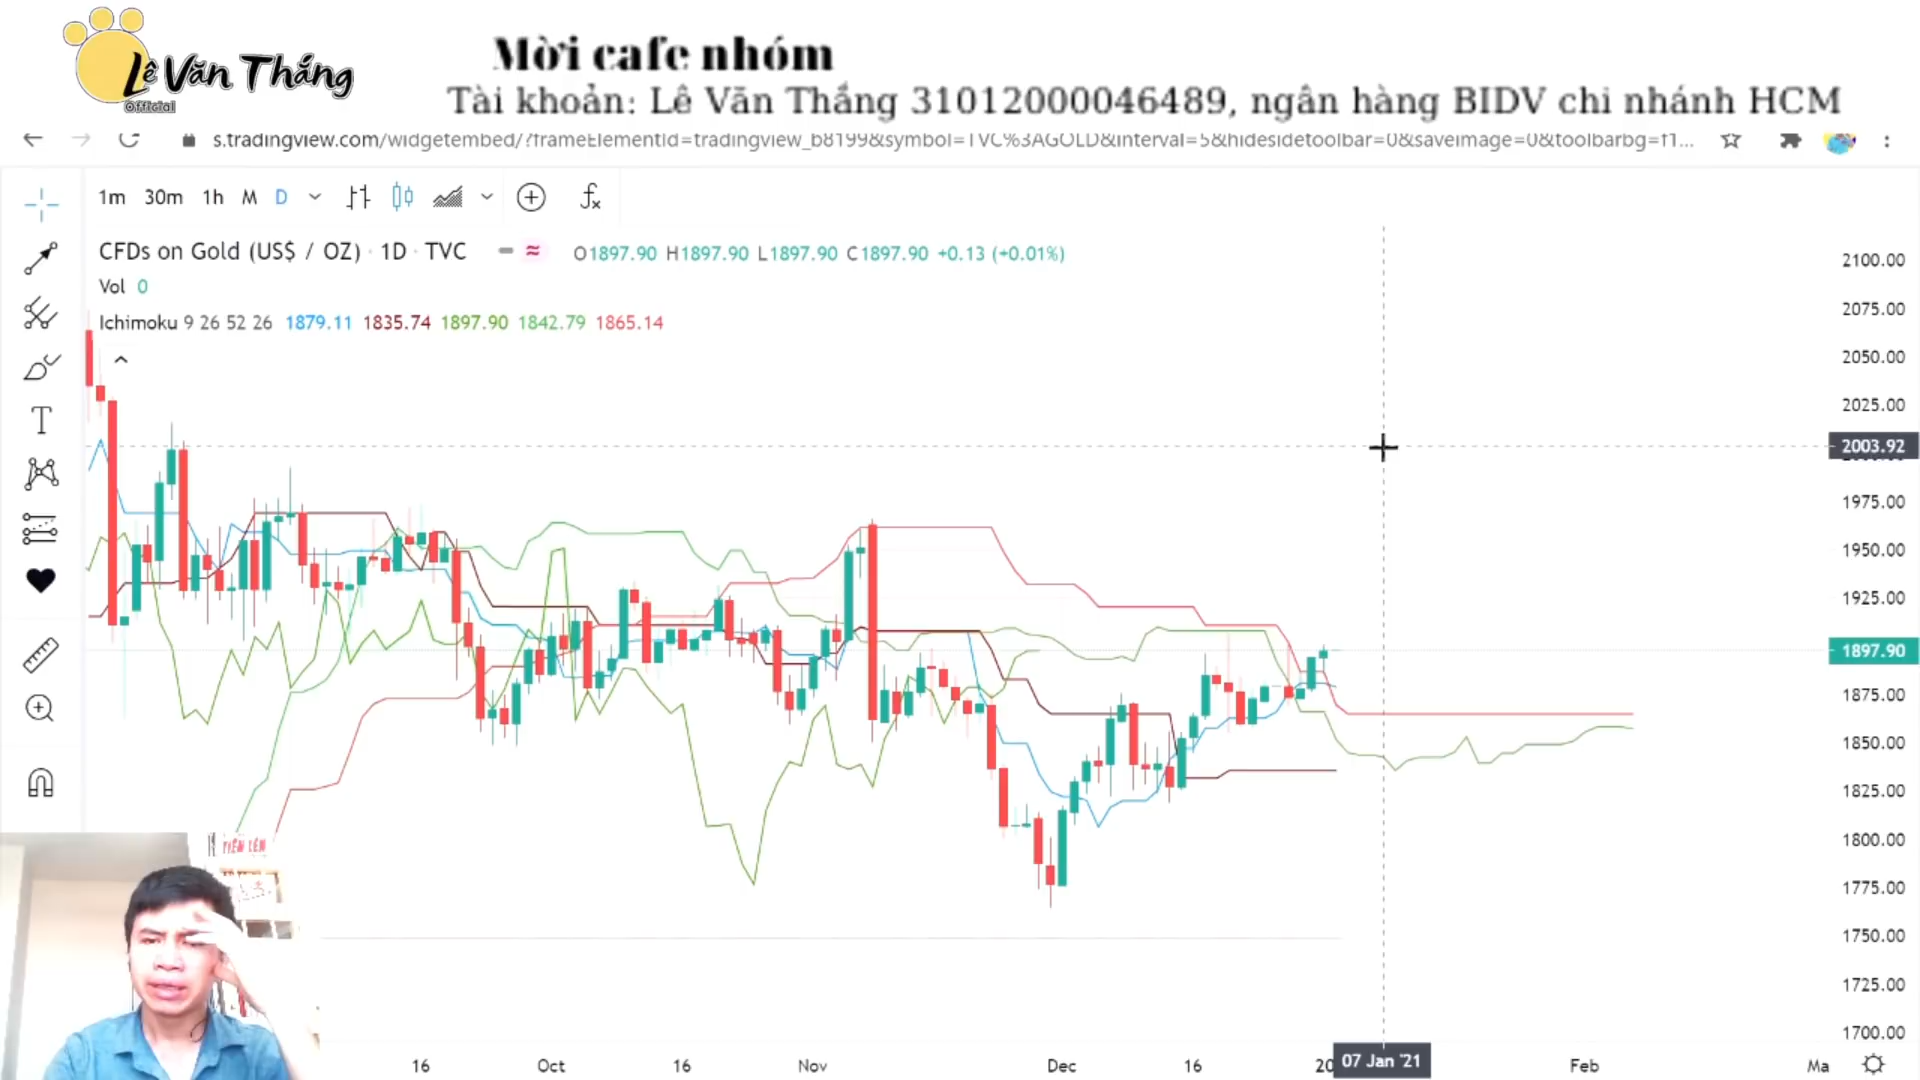 Lê Văn Thắng
Official
Mời cafe nhóm
Tài khoản: Lê Văn Thắng 31012000046489, ngân hàng BIDV chi nhánh HCM
s.tradingview.com/widgetembed/?frameElementId=tradingview_b8199&symbol=TVC%3AGOLD&interval=5&hidesidetoolbar=0&saveimage=0&toolbarbg=f1...
1m 30m 1h M D
CFDs on Gold (US$ / OZ) · 1D · TVC O1897.90 H1897.90 L1897.90 C1897.90 +0.13 (+0.01%)
Vol 0
Ichimoku 9 26 52 26 1879.11 1835.74 1897.90 1842.79 1865.14
2100.00
2075.00
2050.00
2025.00
2003.92
1975.00
1950.00
1925.00
1897.90
1875.00
1850.00
1825.00
1800.00
1775.00
1750.00
1725.00
1700.00
16 Oct 16 Nov Dec 16 07 Jan '21 Feb Ma